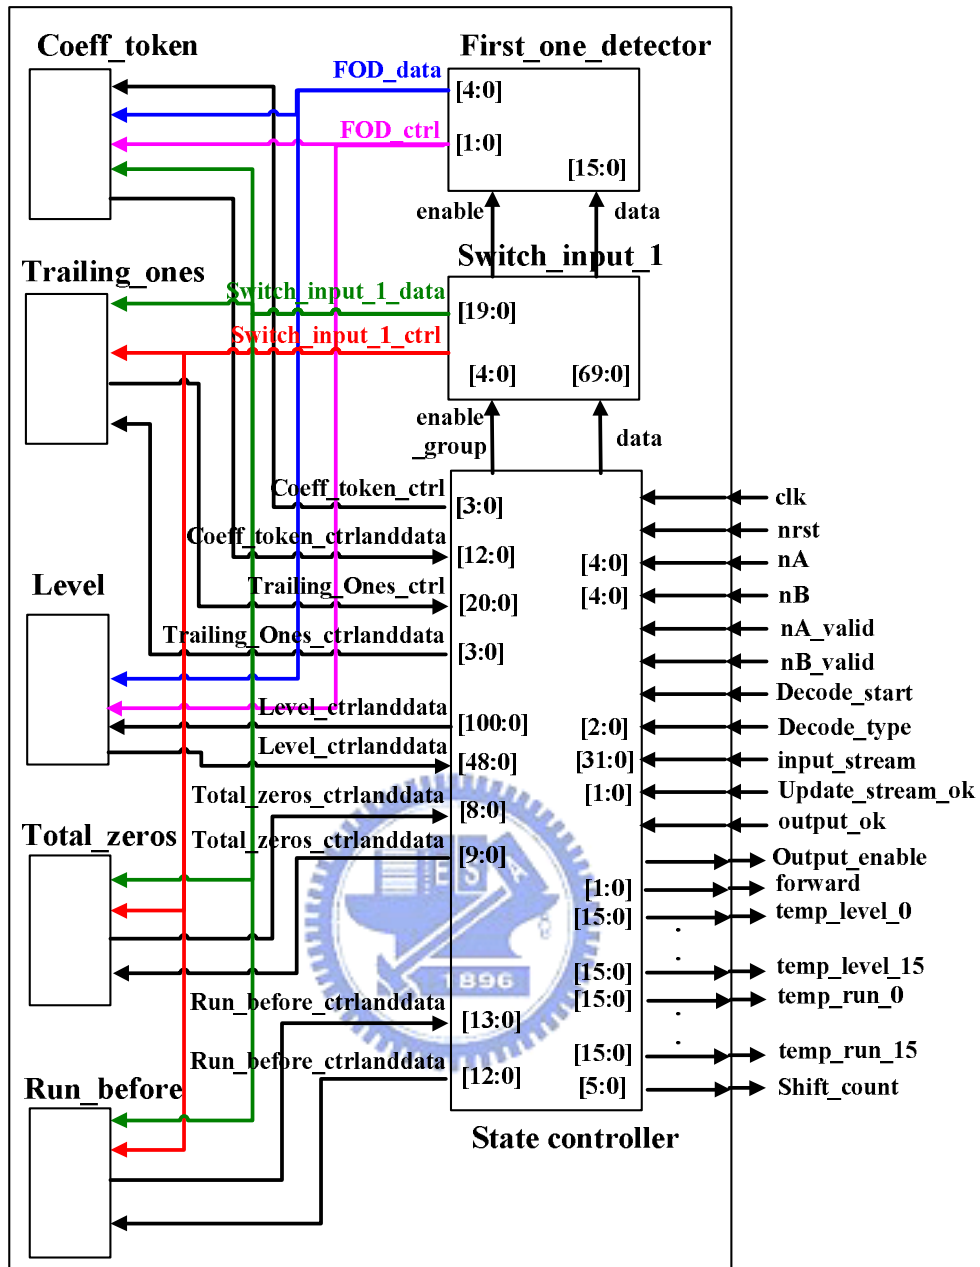 Coeff_token
First_one_detector
FOD_data
[4:0]
FOD_ctrl
[1:0]
[15:0]
enable
data
Switch_input_1
Trailing_ones
Switch_input_1_data
[19:0]
Switch_input_1_ctrl
[4:0]
[69:0]
enable
_group
data
Coeff_token_ctrl
[3:0]
clk
nrst
Coeff_token_ctrlanddata
[12:0]
[4:0]
nA
Level
Trailing_Ones_ctrl
[20:0]
[4:0]
nB
nA_valid
Trailing_Ones_ctrlanddata
[3:0]
nB_valid
Decode_start
Level_ctrlanddata
[100:0]
[2:0]
Decode_type
Level_ctrlanddata
[48:0]
[31:0]
input_stream
Total_zeros_ctrlanddata
[8:0]
[1:0]
Update_stream_ok
output_ok
Total_zeros
Total_zeros_ctrlanddata
[9:0]
Output_enable
[1:0]
forward
[15:0]
temp_level_0
E S
[15:0]
temp_level_15
1896
Run_before_ctrlanddata
[15:0]
temp_run_0
[13:0]
[15:0]
temp_run_15
Run_before
Run_before_ctrlanddata
[12:0]
[5:0]
Shift_count
State controller